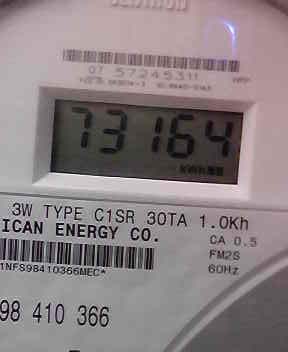 CENTRON
07 57245311
73164
KWH
3W TYPE C1SR 30TA 1.0Kh
ICAN ENERGY CO.
CA 0.5
FM2S
60Hz
1NFS98410366MEC*
98 410 366